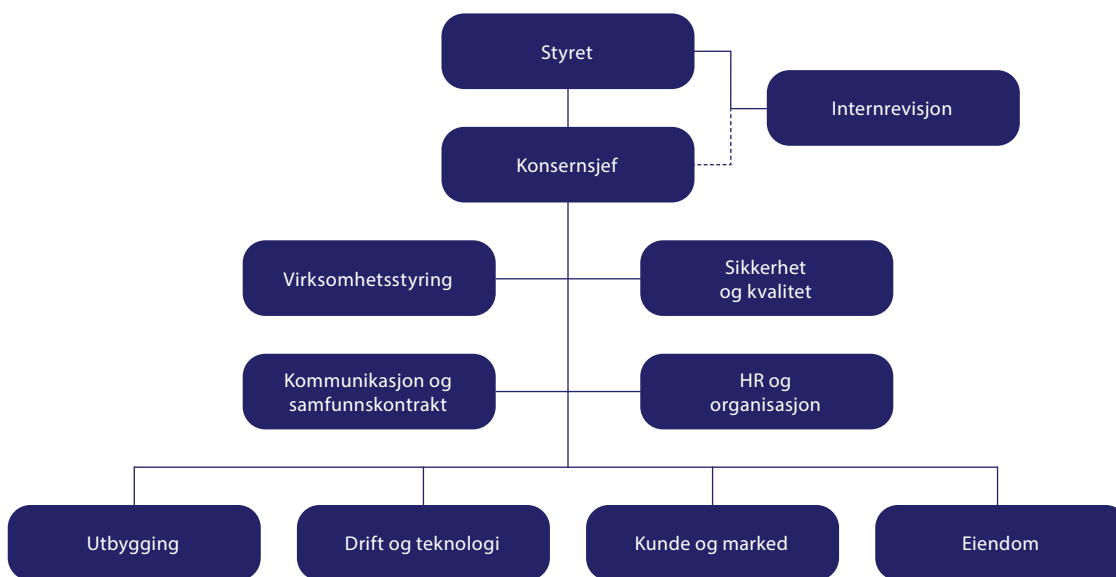 Styret
Internrevisjon
Konsernsjef
Virksomhetsstyring
Sikkerhet
og kvalitet
Kommunikasjon og
samfunnskontrakt
HR og
organisasjon
Utbygging
Drift og teknologi
Kunde og marked
Eiendom